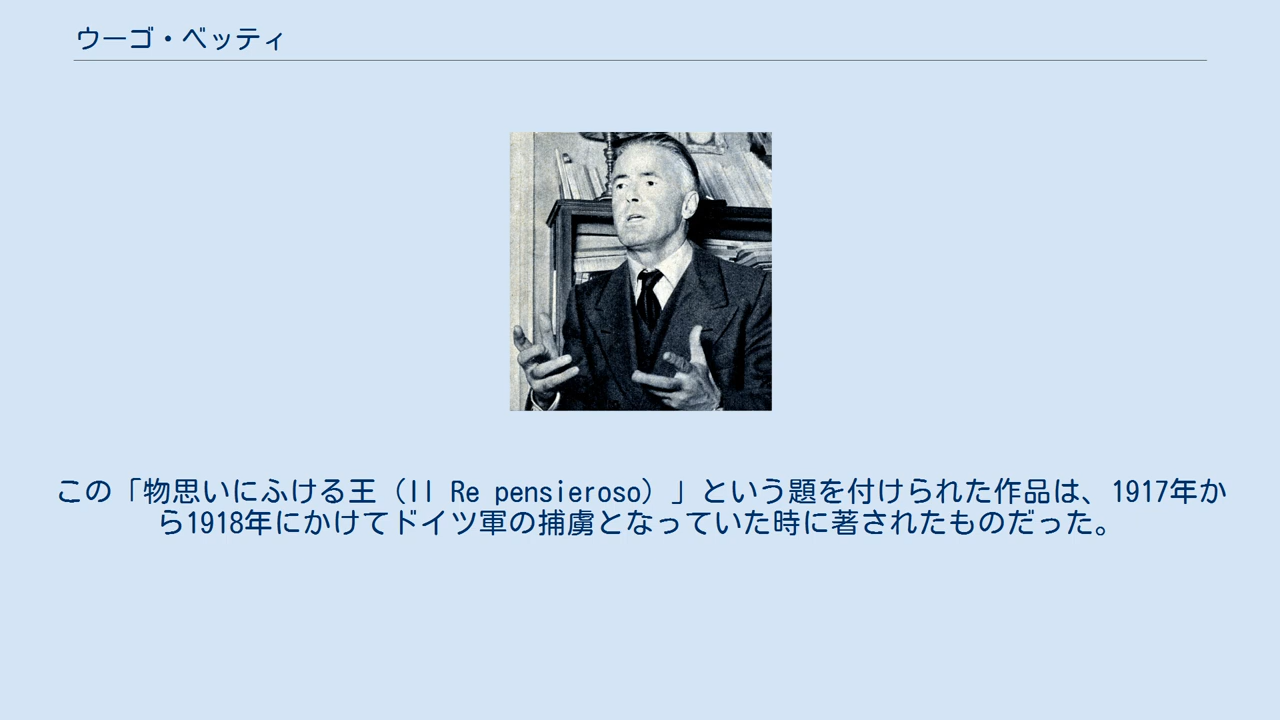 ウーゴ・ベッティ
この「物思いにふける王（Il Re pensieroso）」という題を付けられた作品は、1917年か
ら1918年にかけてドイツ軍の捕虜となっていた時に著されたものだった。